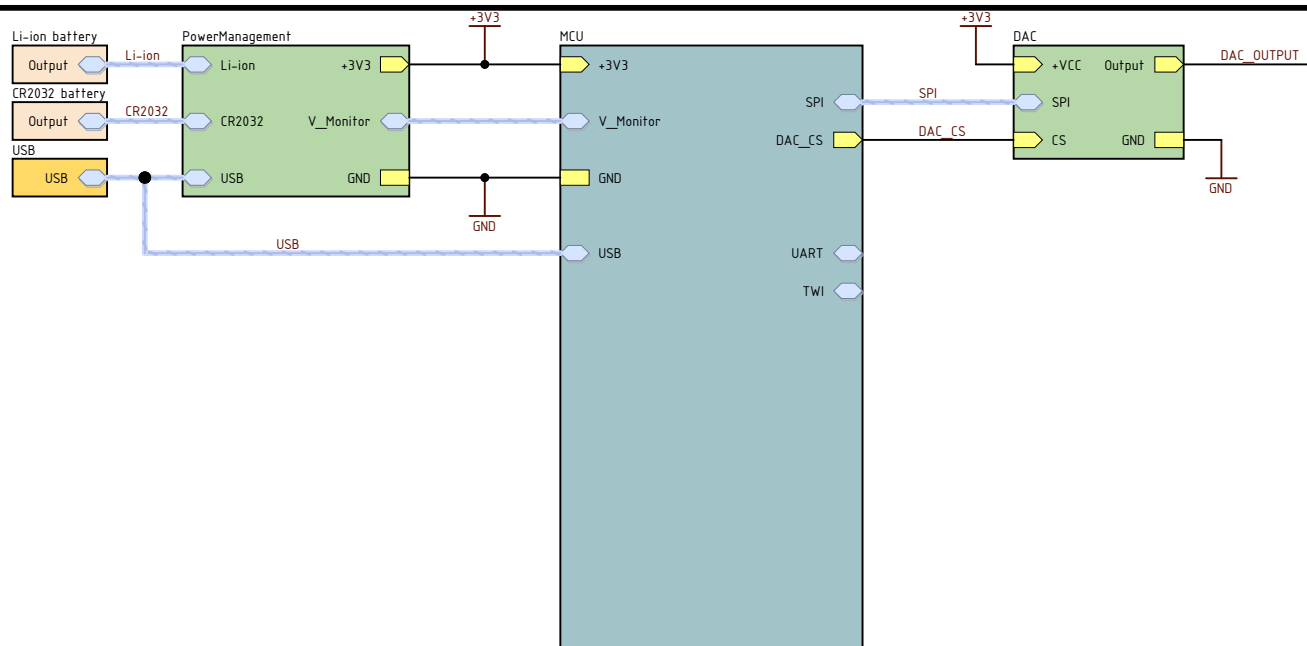 +3V3
+3V3
Li-ion battery
PowerManagement
MCU
DAC
Output
Li-ion
Li-ion
+3V3
+3V3
+VCC
Output
DAC_OUTPUT
CR2032 battery
SPI
SPI
SPI
Output
CR2032
CR2032
V_Monitor
V_Monitor
DAC_CS
DAC_CS
CS
GND
USB
USB
USB
GND
GND
GND
GND
USB
USB
UART
TWI